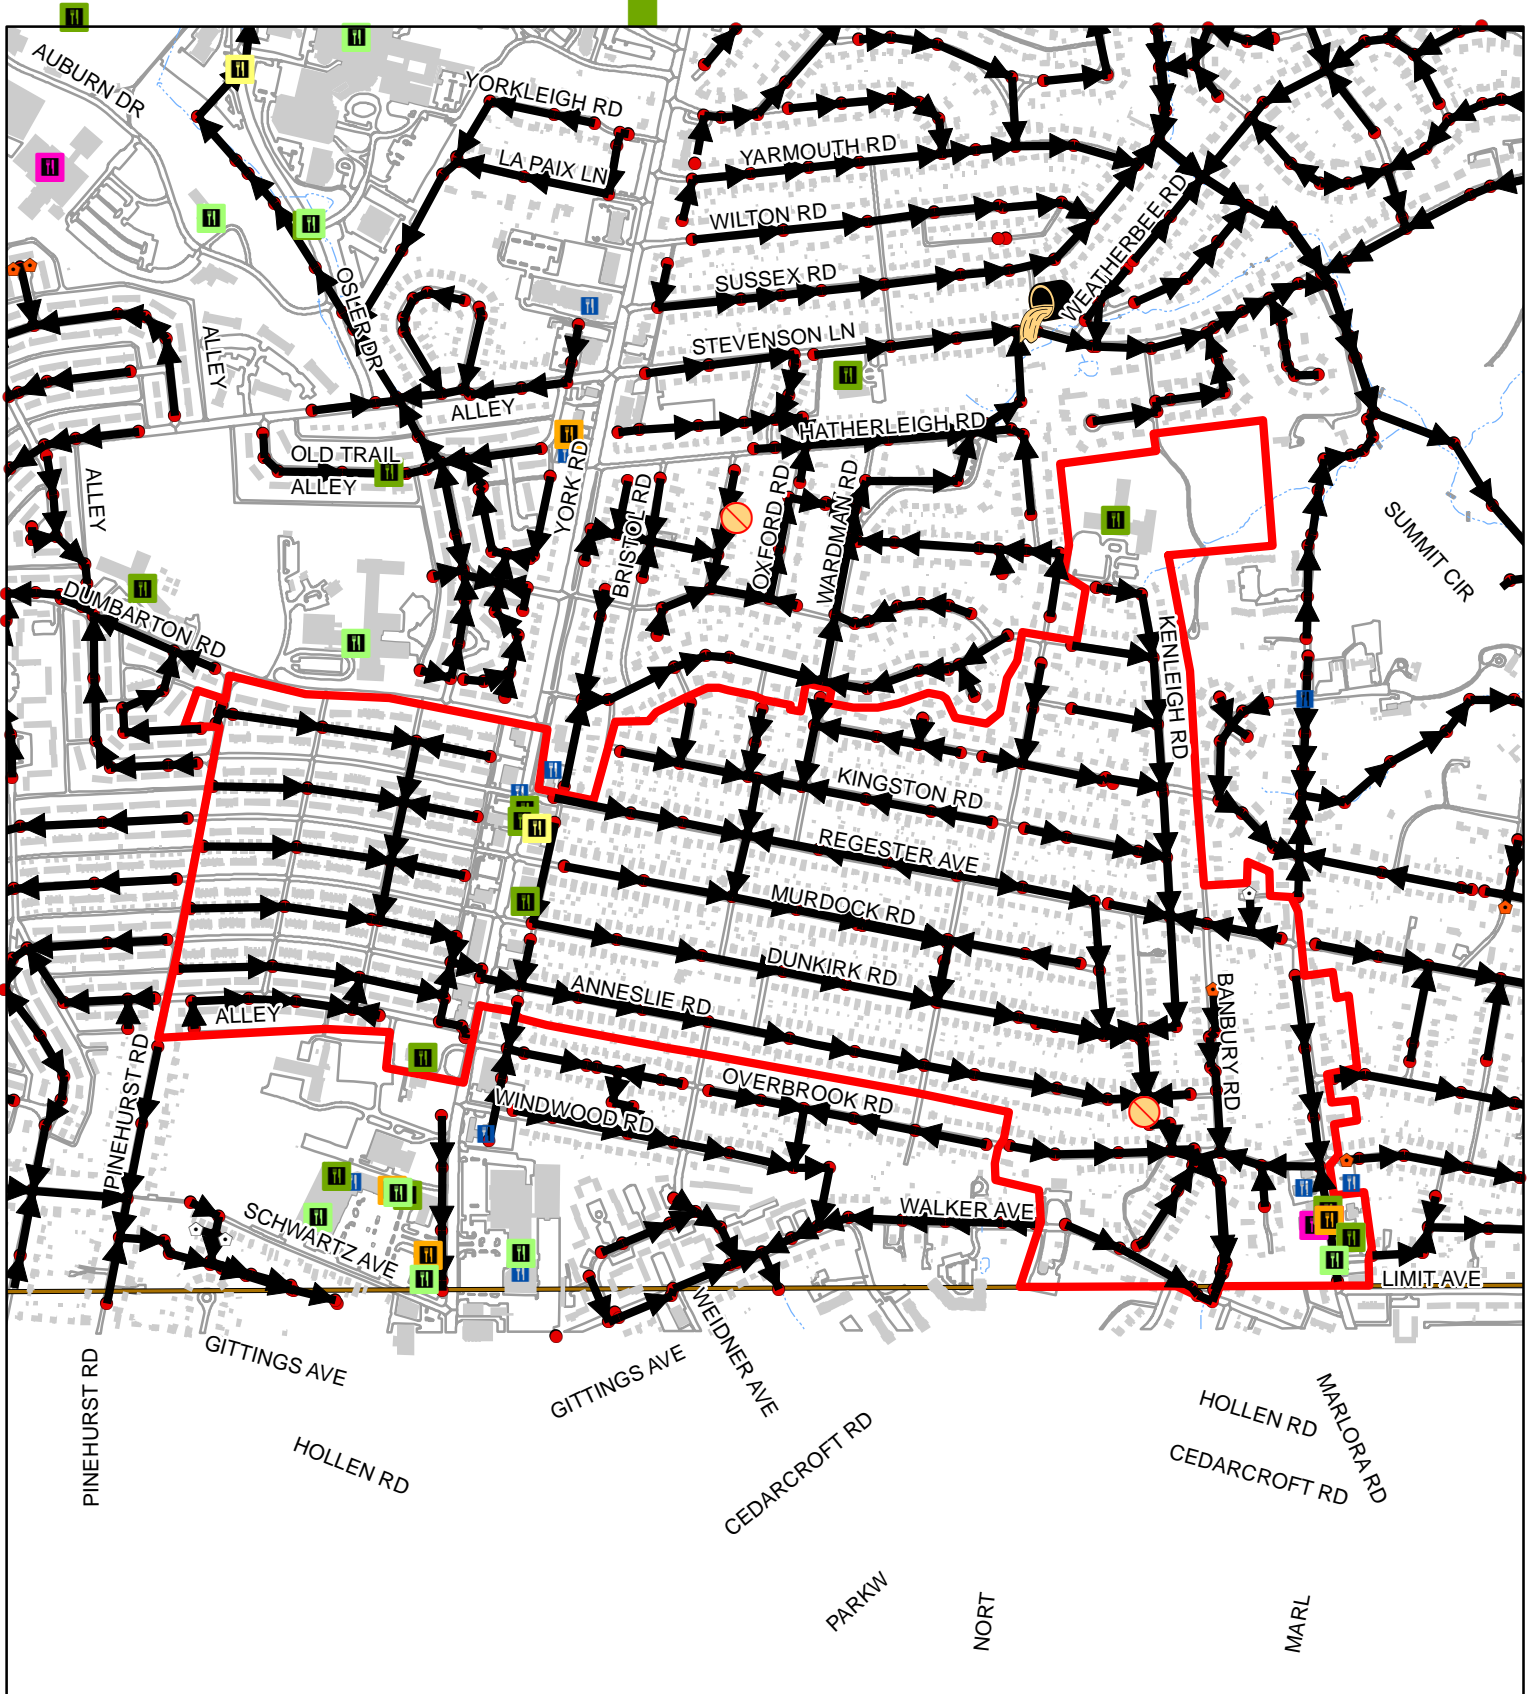 AUBURN DR
YORKLEIGH RD
LA PAIX LN
YARMOUTH RD
WILTON RD
WEATHERBEE RD
SUSSEX RD
OSLER DR
ALLEY
STEVENSON LN
ALLEY
HATHERLEIGH RD
OLD TRAIL
ALLEY
ALLEY
YORK RD
BRISTOL RD
OXFORD RD
WARDMAN RD
SUMMIT CIR
DUMBARTON RD
KENLEIGH RD
KINGSTON RD
REGESTER AVE
MURDOCK RD
DUNKIRK RD
ANNESLIE RD
BANBURY RD
ALLEY
PINEHURST RD
OVERBROOK RD
WINDWOOD RD
SCHWARTZ AVE
WALKER AVE
LIMIT AVE
WEIDNER AVE
GITTINGS AVE
GITTINGS AVE
PINEHURST RD
HOLLEN RD
CEDARCROFT RD
HOLLEN RD
MARLORA RD
CEDARCROFT RD
PARKW
NORT
MARL